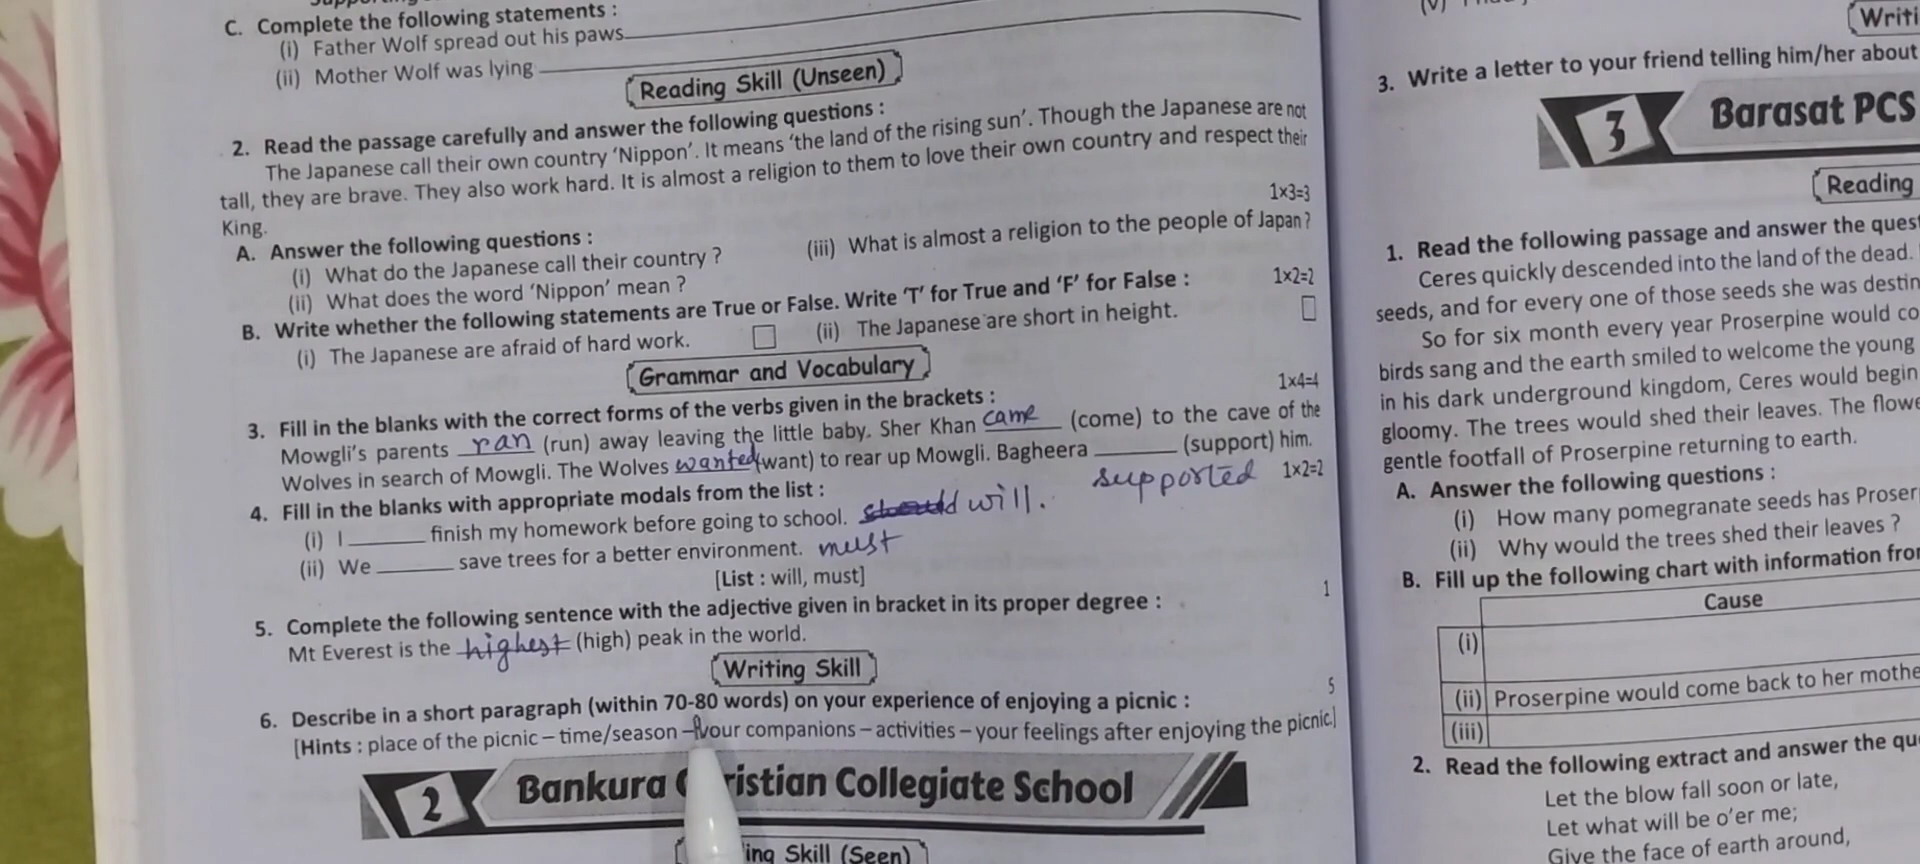 C. Complete the following statements :
(i) Father Wolf spread out his paws
(ii) Mother Wolf was lying
Reading Skill (Unseen)
2. Read the passage carefully and answer the following questions :
The Japanese call their own country 'Nippon'. It means 'the land of the rising sun'. Though the Japanese are not
tall, they are brave. They also work hard. It is almost a religion to them to love their own country and respect their
King.
1×3=3
A. Answer the following questions :
(i) What do the Japanese call their country ?
(iii) What is almost a religion to the people of Japan ?
(ii) What does the word 'Nippon' mean ?
B. Write whether the following statements are True or False. Write 'T' for True and 'F' for False : 1×2=2
(i) The Japanese are afraid of hard work. (ii) The Japanese are short in height.
Grammar and Vocabulary
3. Fill in the blanks with the correct forms of the verbs given in the brackets : 1×4=4
Mowgli's parents ran (run) away leaving the little baby. Sher Khan came (come) to the cave of the
Wolves in search of Mowgli. The Wolves wanted (want) to rear up Mowgli. Bagheera ______ (support) him.
supported
4. Fill in the blanks with appropriate modals from the list : 1×2=2
(i) I ______ finish my homework before going to school. will.
(ii) We ______ save trees for a better environment. must
[List : will, must]
5. Complete the following sentence with the adjective given in bracket in its proper degree : 1
Mt Everest is the highest (high) peak in the world.
Writing Skill
6. Describe in a short paragraph (within 70-80 words) on your experience of enjoying a picnic : 5
[Hints : place of the picnic – time/season – your companions – activities – your feelings after enjoying the picnic.]
2 Bankura Christian Collegiate School
Skill (Seen)
(v)
Writi
3. Write a letter to your friend telling him/her about
3 Barasat PCS
Reading
1. Read the following passage and answer the ques
Ceres quickly descended into the land of the dead.
seeds, and for every one of those seeds she was destin
So for six month every year Proserpine would co
birds sang and the earth smiled to welcome the young
in his dark underground kingdom, Ceres would begin
gloomy. The trees would shed their leaves. The flowe
gentle footfall of Proserpine returning to earth.
A. Answer the following questions :
(i) How many pomegranate seeds has Proser
(ii) Why would the trees shed their leaves ?
B. Fill up the following chart with information fro
Cause
(i)
(ii) Proserpine would come back to her mothe
(iii)
2. Read the following extract and answer the qu
Let the blow fall soon or late,
Let what will be o'er me;
Give the face of earth around,